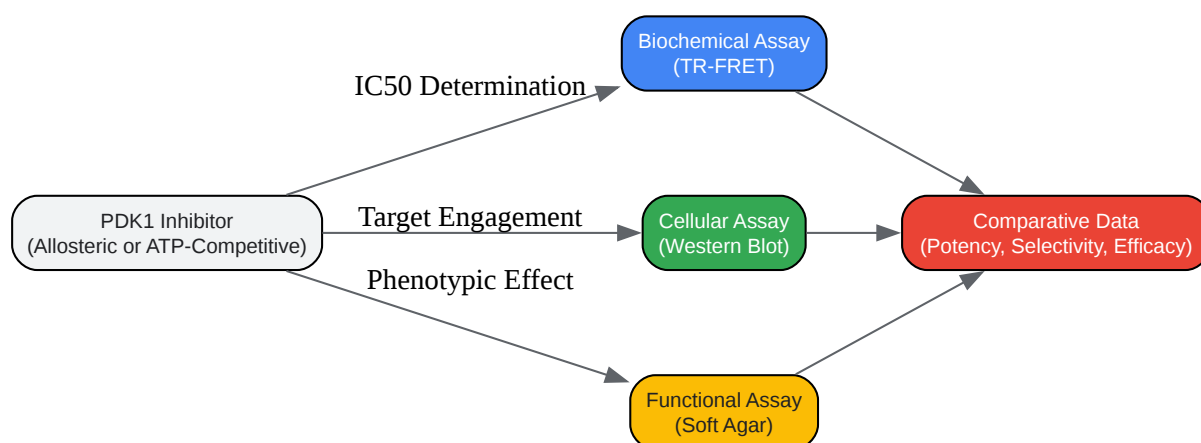 Biochemical Assay
(TR-FRET)
IC50 Determination
PDK1 Inhibitor
(Allosteric or ATP-Competitive)
Target Engagement
Cellular Assay
(Western Blot)
Comparative Data
(Potency, Selectivity, Efficacy)
Phenotypic Effect
Functional Assay
(Soft Agar)